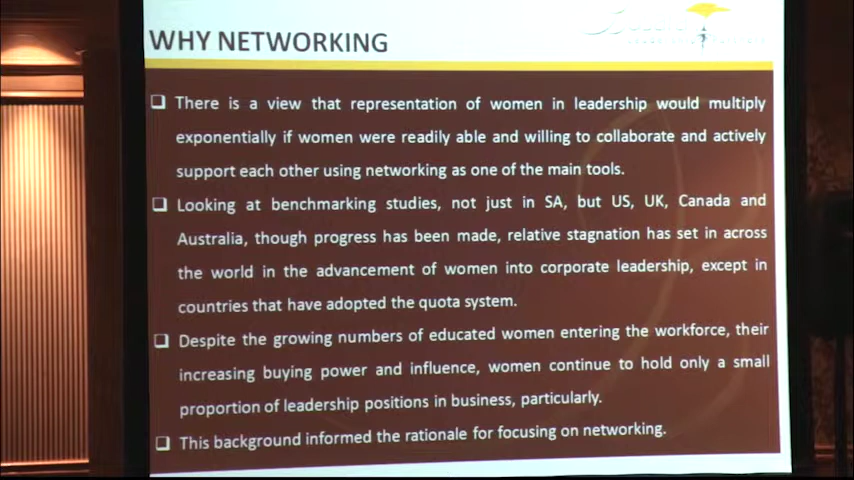 WHY NETWORKING
There is a view that representation of women in leadership would multiply
exponentially if women were readily able and willing to collaborate and actively
support each other using networking as one of the main tools.
Looking at benchmarking studies, not just in SA, but US, UK, Canada and
Australia, though progress has been made, relative stagnation has set in across
the world in the advancement of women into corporate leadership, except in
countries that have adopted the quota system.
Despite the growing numbers of educated women entering the workforce, their
increasing buying power and influence, women continue to hold only a small
proportion of leadership positions in business, particularly.
This background informed the rationale for focusing on networking.